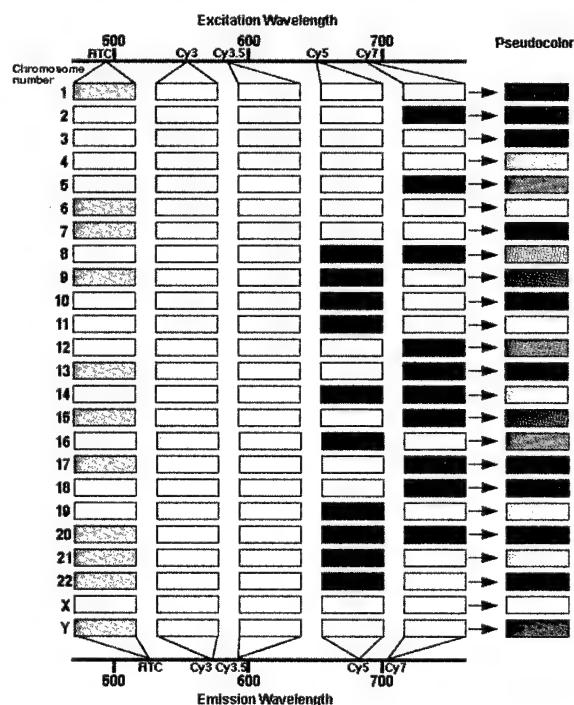 Excitation Wavelength
500 600 700
FITC Cy3 Cy3.5 Cy5 Cy7
Pseudocolor
Chromosome
number
1
2
3
4
5
6
7
8
9
10
11
12
13
14
15
16
17
18
19
20
21
22
X
Y
FITC Cy3 Cy3.5 Cy5 Cy7
500 600 700
Emission Wavelength